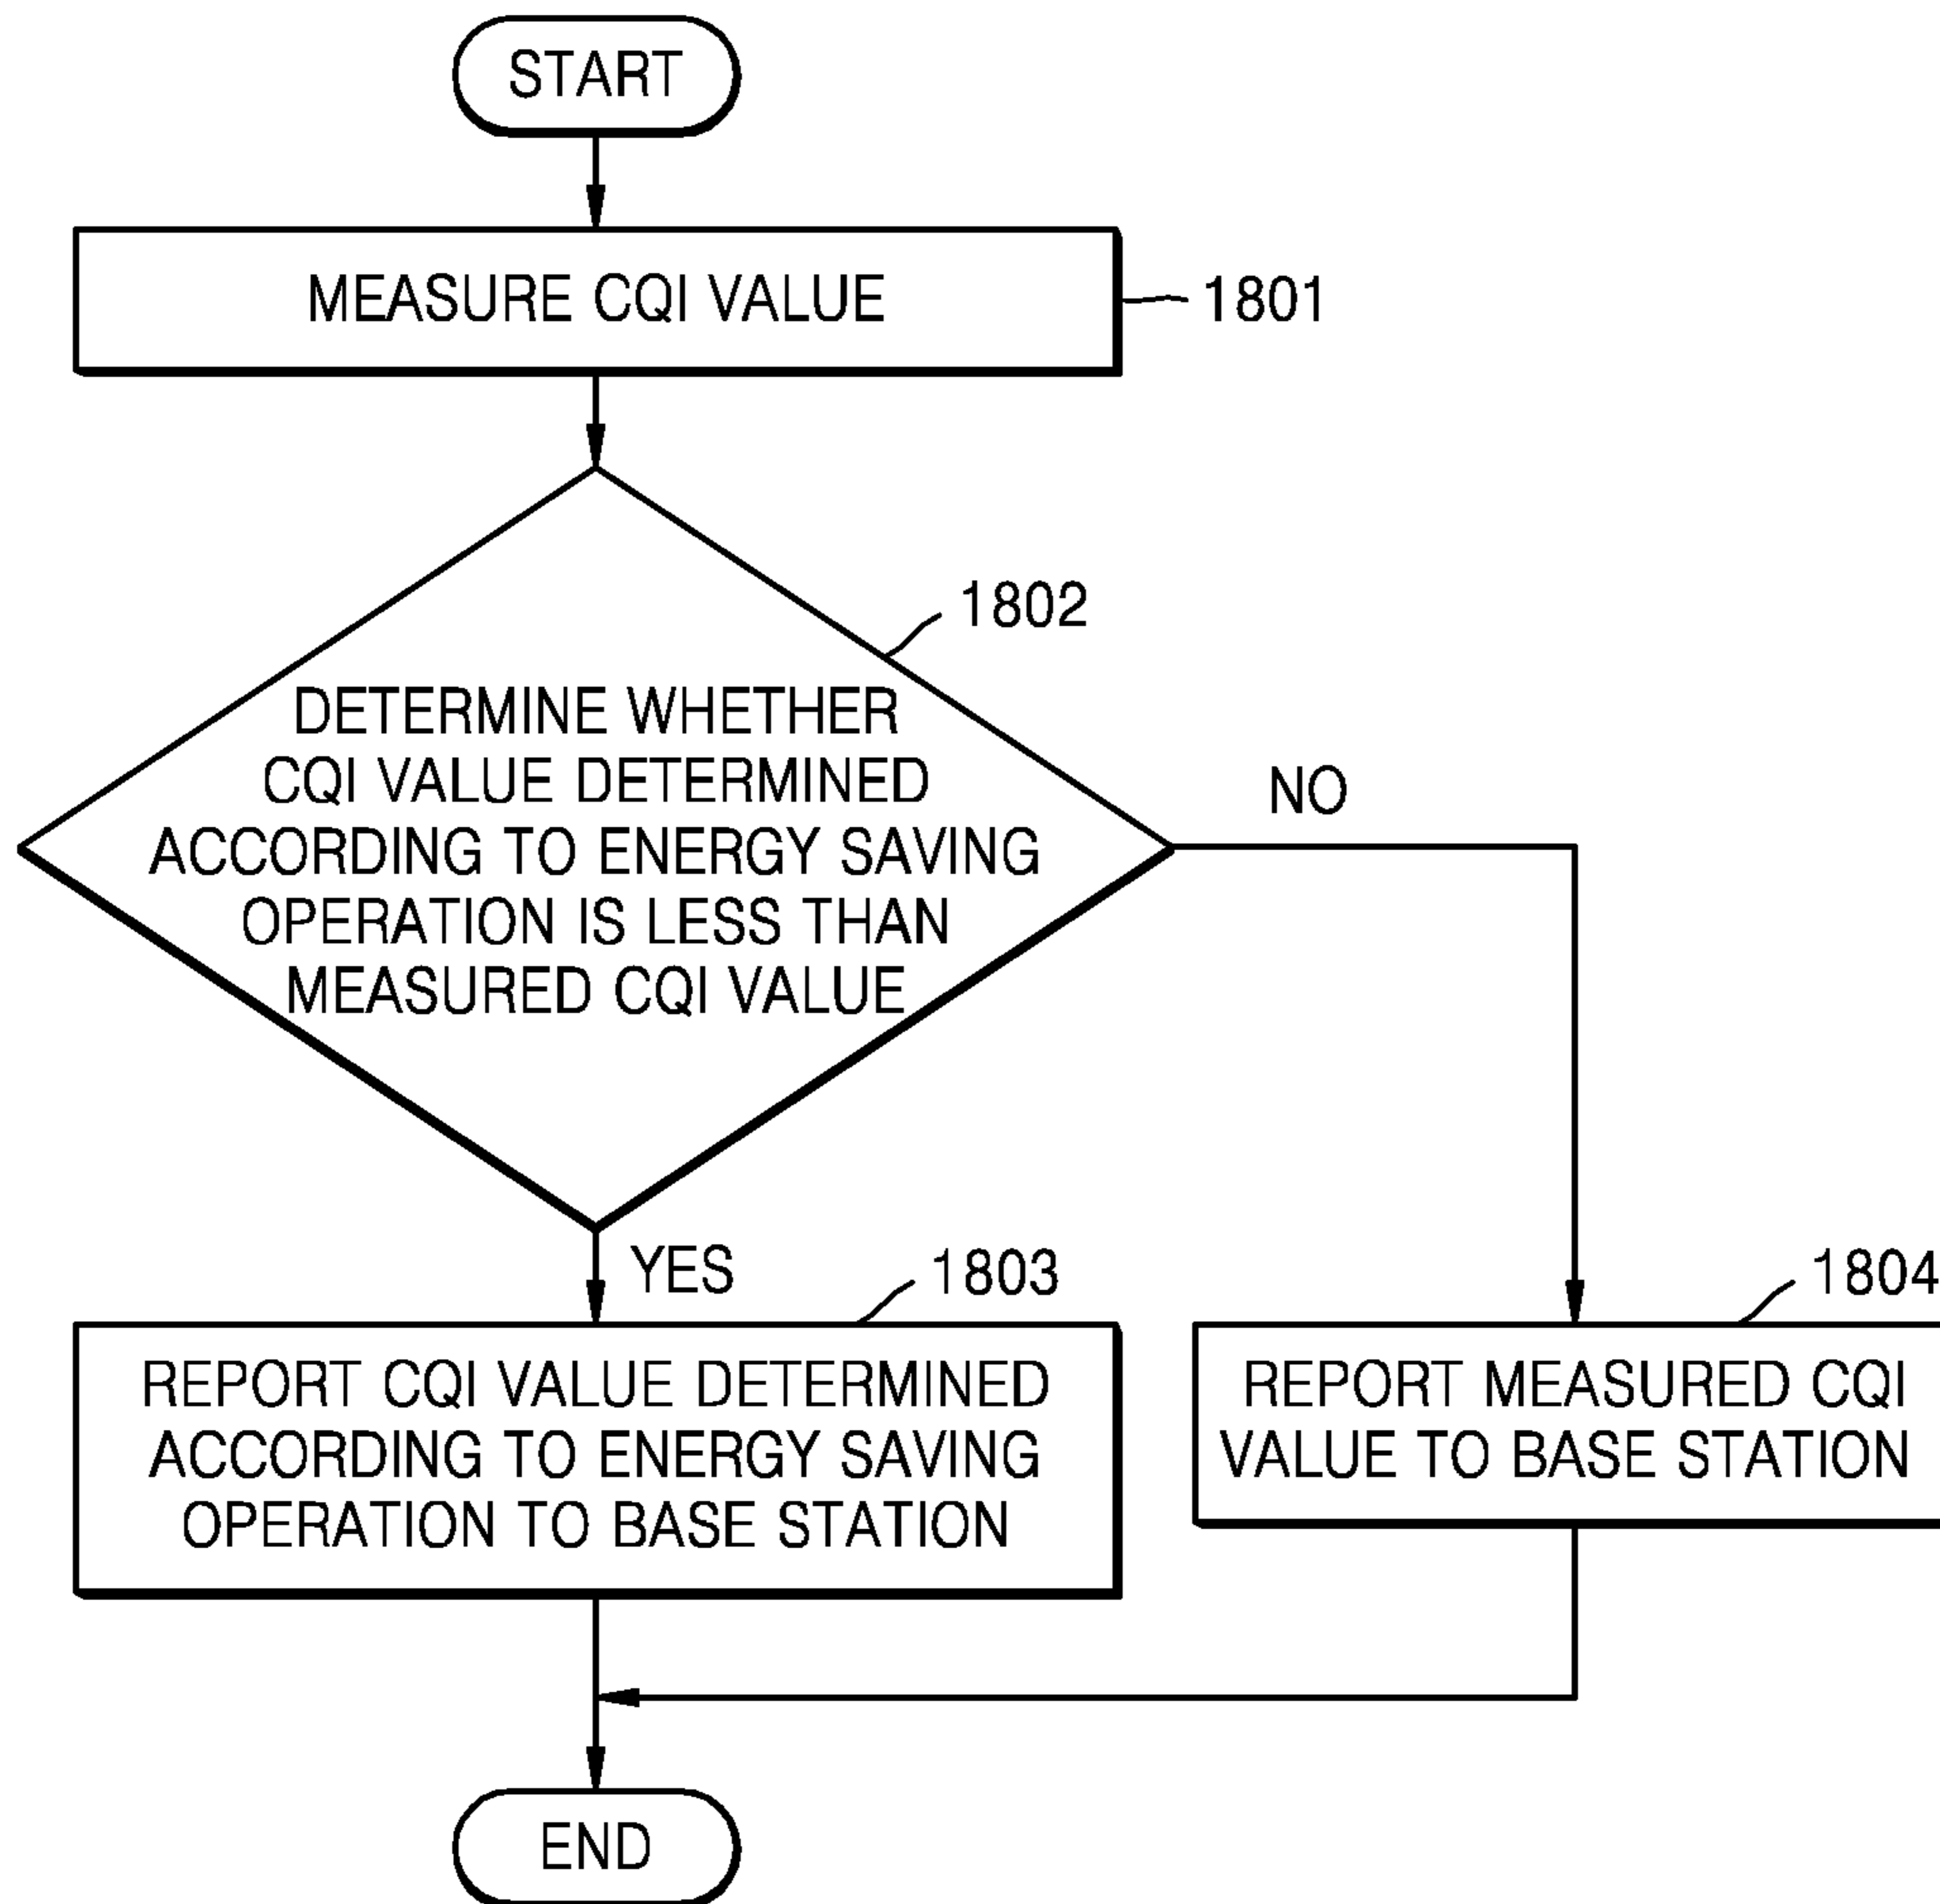 START
MEASURE CQI VALUE
1801
1802
DETERMINE WHETHER
CQI VALUE DETERMINED
ACCORDING TO ENERGY SAVING
OPERATION IS LESS THAN
MEASURED CQI VALUE
NO
YES
1803
REPORT CQI VALUE DETERMINED
ACCORDING TO ENERGY SAVING
OPERATION TO BASE STATION
1804
REPORT MEASURED CQI
VALUE TO BASE STATION
END